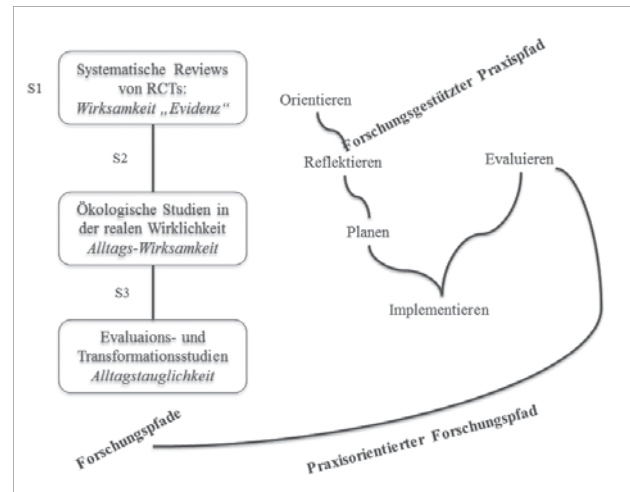 Systematische Reviews
von RCTs:
Wirksamkeit „Evidenz“
S1
S2
Ökologische Studien in
der realen Wirklichkeit
Alltags-Wirksamkeit
S3
Evaluaions- und
Transformationsstudien
Alltagstauglichkeit
Forschungspfade
Forschungsgestützter Praxispfad
Orientieren
Reflektieren
Evaluieren
Planen
Implementieren
Praxisorientierter Forschungspfad